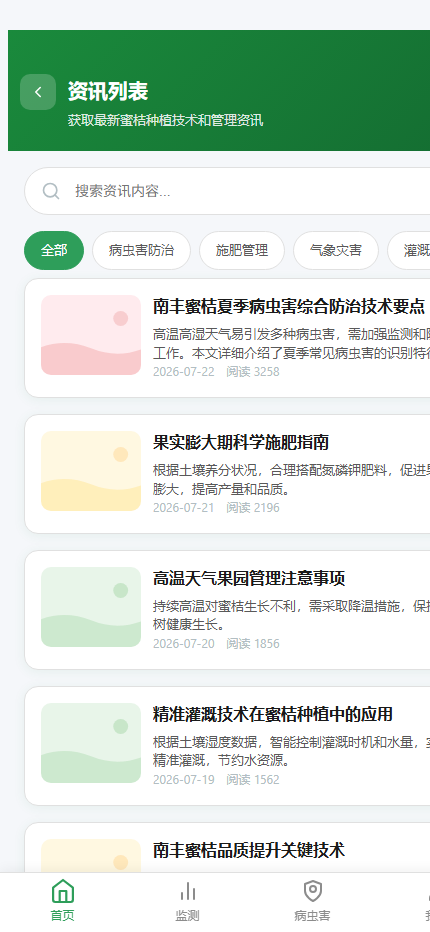 资讯列表
获取最新蜜桔种植技术和管理资讯
搜索资讯内容...
全部 病虫害防治 施肥管理 气象灾害 灌溉
南丰蜜桔夏季病虫害综合防治技术要点
高温高湿天气易引发多种病虫害，需加强监测和防
工作。本文详细介绍了夏季常见病虫害的识别特征
2026-07-22 阅读 3258
果实膨大期科学施肥指南
根据土壤养分状况，合理搭配氮磷钾肥料，促进果
膨大，提高产量和品质。
2026-07-21 阅读 2196
高温天气果园管理注意事项
持续高温对蜜桔生长不利，需采取降温措施，保
树健康生长。
2026-07-20 阅读 1856
精准灌溉技术在蜜桔种植中的应用
根据土壤湿度数据，智能控制灌溉时机和水量，
精准灌溉，节约水资源。
2026-07-19 阅读 1562
南丰蜜桔品质提升关键技术
首页 监测 病虫害